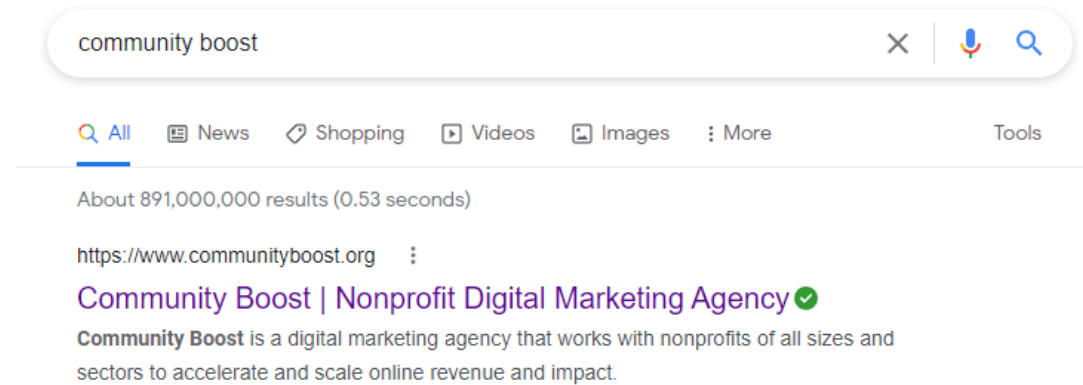 community boost
All News Shopping Videos Images More Tools
About 891,000,000 results (0.53 seconds)
https://www.communityboost.org
Community Boost | Nonprofit Digital Marketing Agency
Community Boost is a digital marketing agency that works with nonprofits of all sizes and
sectors to accelerate and scale online revenue and impact.